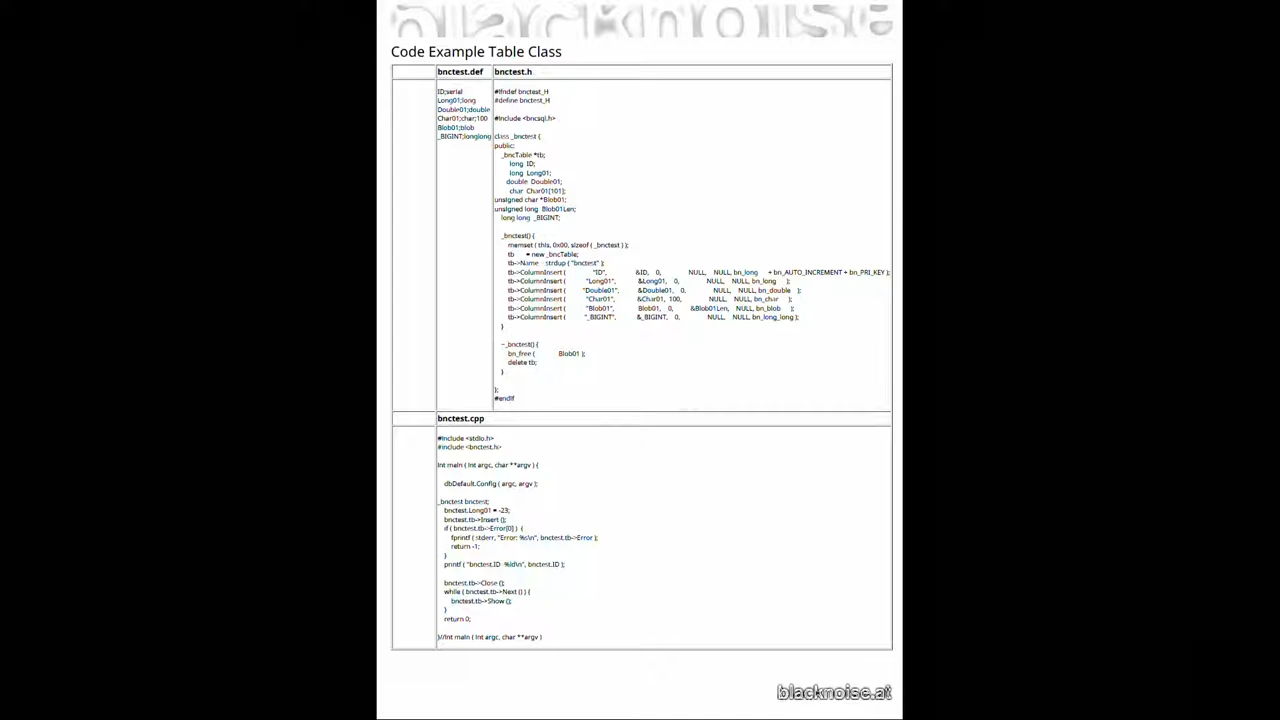 blacknoise
Code Example Table Class
bnctest.def
bnctest.h
ID;serial
Long01;long
Double01;double
Char01;char;100
Blob01;blob
_BIGINT;longlong
#ifndef bnctest_H
#define bnctest_H
#include <bncsql.h>
class _bnctest {
public:
_bncTable *tb;
long ID;
long Long01;
double Double01;
char Char01[101];
unsigned char *Blob01;
unsigned long Blob01Len;
long long _BIGINT;
_bnctest() {
memset ( this, 0x00, sizeof ( _bnctest ) );
tb = new _bncTable;
tb->Name strdup ( "bnctest" );
tb->ColumnInsert ( "ID", &ID, 0, NULL, NULL, bn_long + bn_AUTO_INCREMENT + bn_PRI_KEY );
tb->ColumnInsert ( "Long01", &Long01, 0, NULL, NULL, bn_long );
tb->ColumnInsert ( "Double01", &Double01, 0, NULL, NULL, bn_double );
tb->ColumnInsert ( "Char01", &Char01, 100, NULL, NULL, bn_char );
tb->ColumnInsert ( "Blob01", Blob01, 0, &Blob01Len, NULL, bn_blob );
tb->ColumnInsert ( "_BIGINT", &_BIGINT, 0, NULL, NULL, bn_long_long );
}
~_bnctest() {
bn_free ( Blob01 );
delete tb;
}
};
#endif
bnctest.cpp
#include <stdio.h>
#include <bnctest.h>
int main ( int argc, char **argv ) {
dbDefault.Config ( argc, argv );
_bnctest bnctest;
bnctest.Long01 = -23;
bnctest.tb->Insert ();
if ( bnctest.tb->Error[0] ) {
fprintf ( stderr, "Error: %s\n", bnctest.tb->Error );
return -1;
}
printf ( "bnctest.ID %ld\n", bnctest.ID );
bnctest.tb->Close ();
while ( bnctest.tb->Next () ) {
bnctest.tb->Show ();
}
return 0;
}//int main ( int argc, char **argv )
blacknoise.at